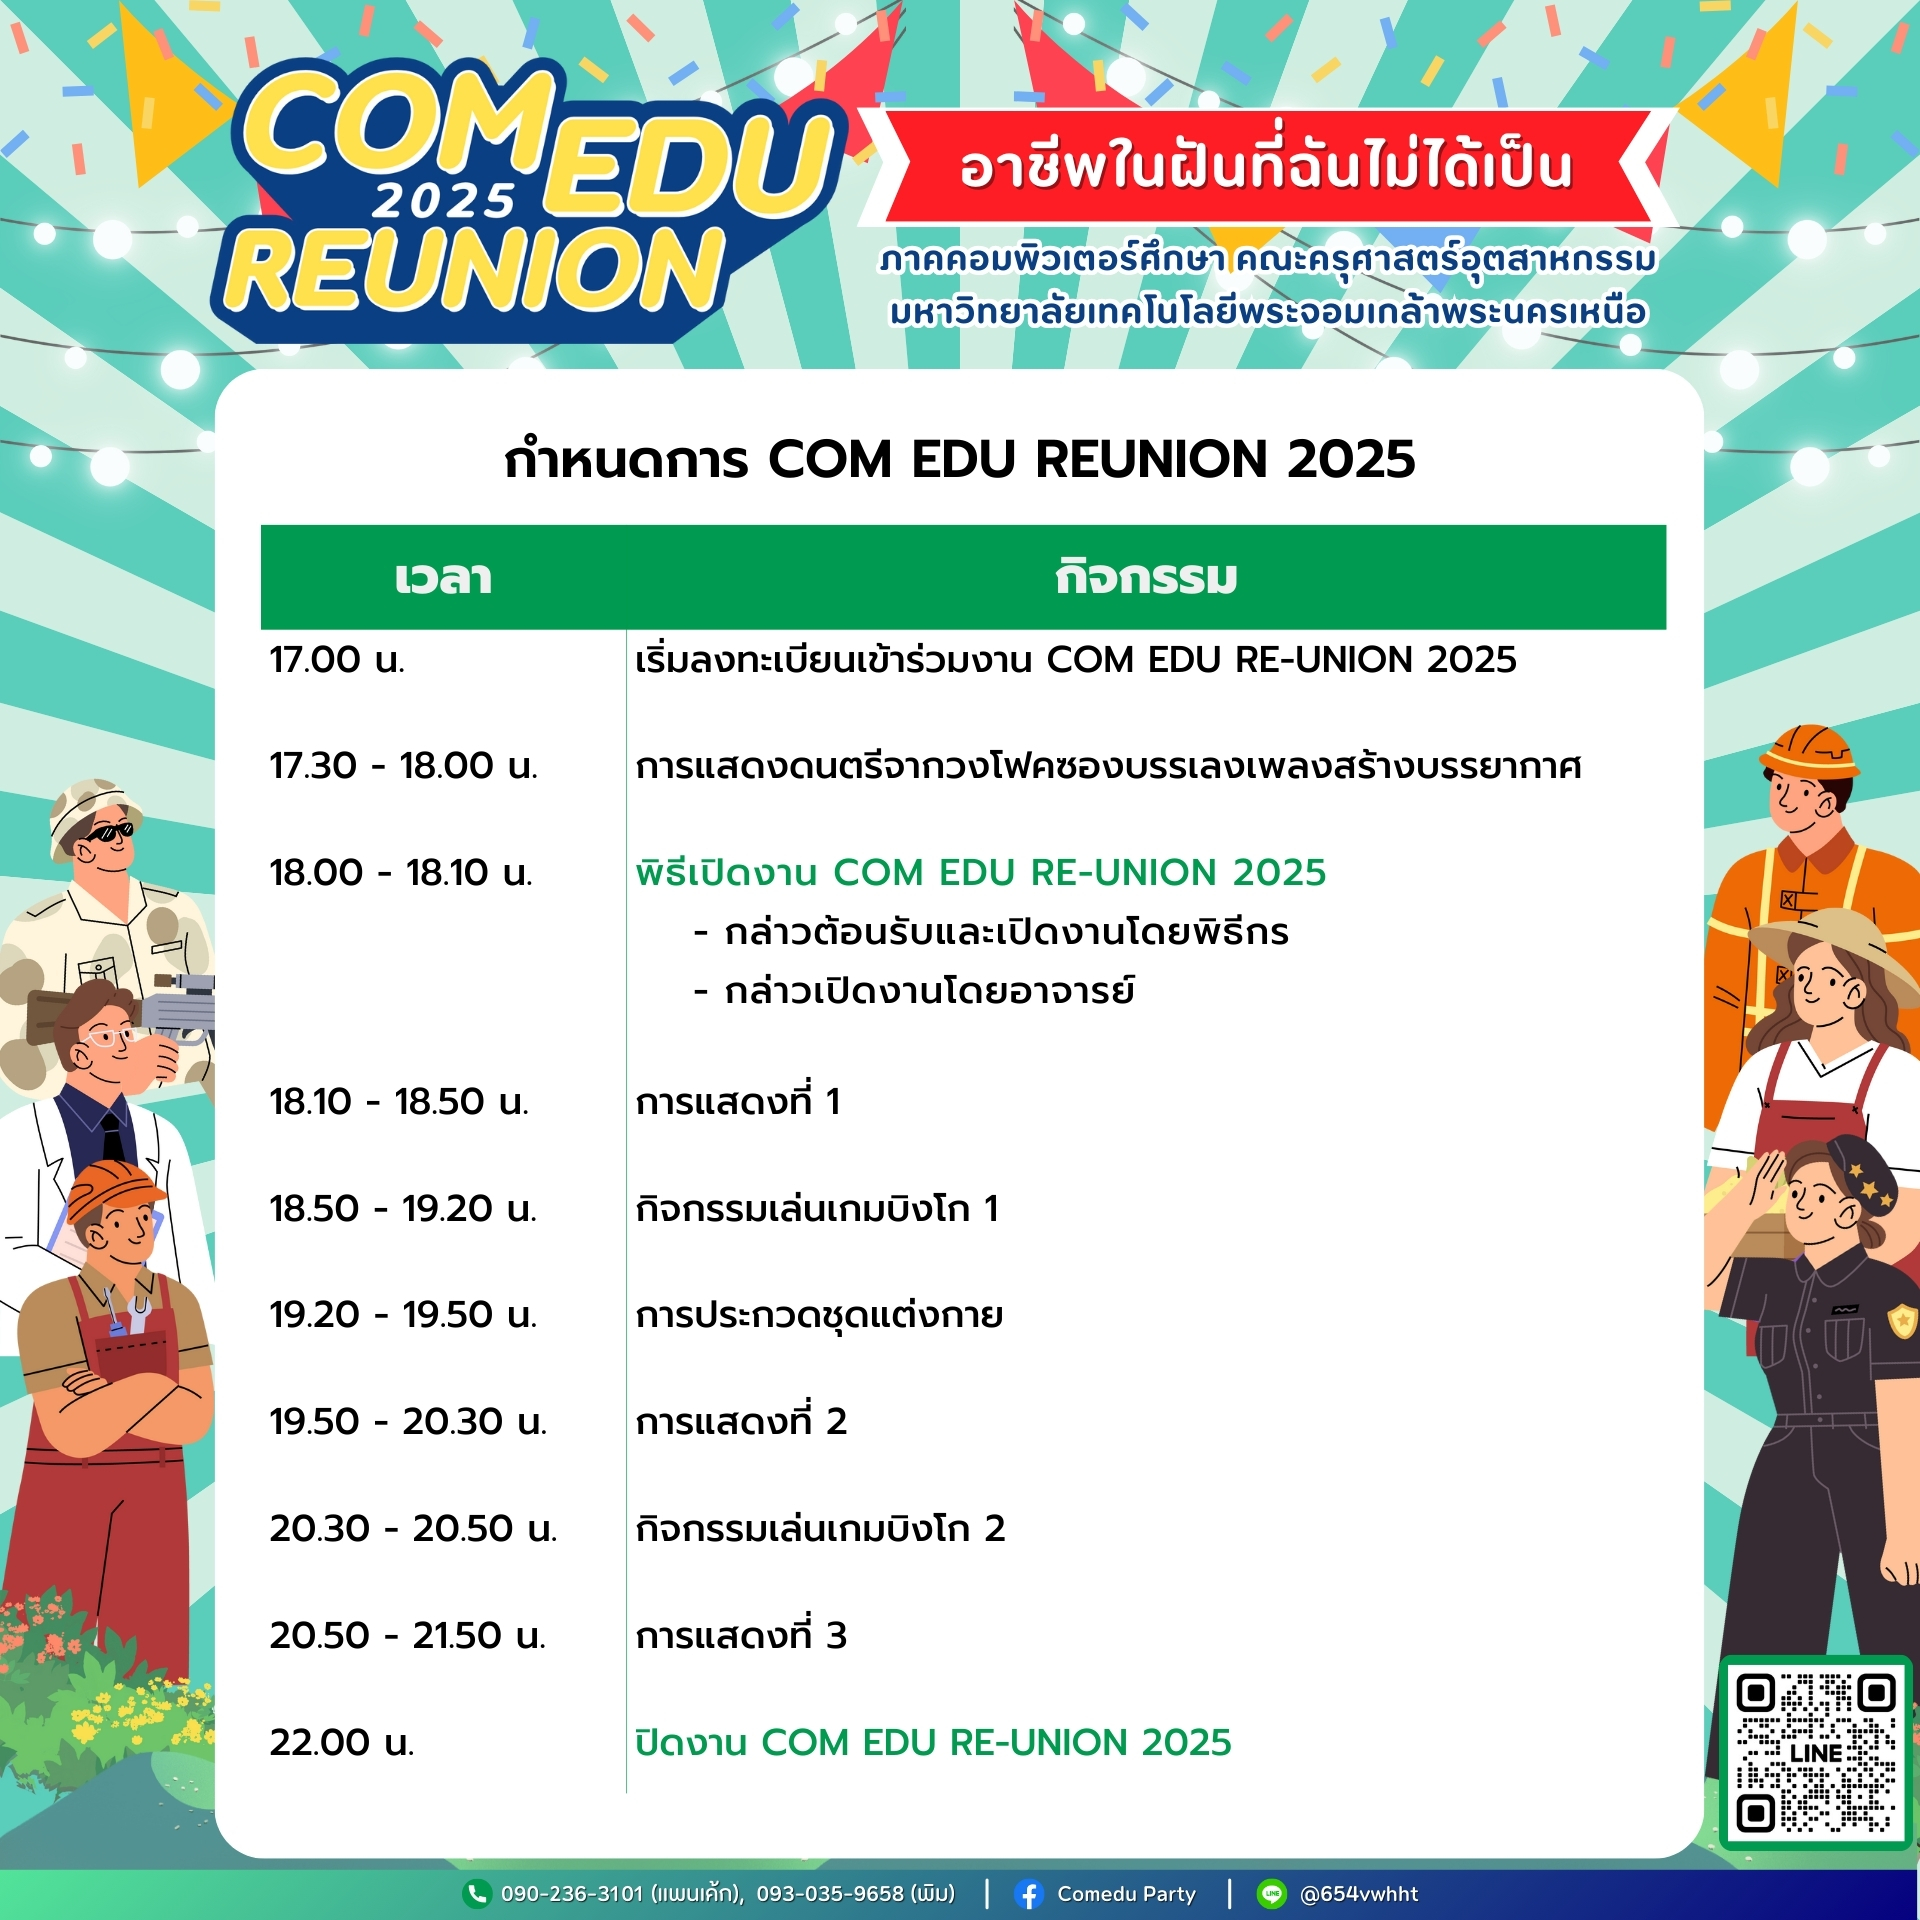 COM EDU
2025
REUNION
อาชีพในฝันที่ฉันไม่ได้เป็น
ภาคคอมพิวเตอร์ศึกษา คณะครุศาสตร์อุตสาหกรรม
มหาวิทยาลัยเทคโนโลยีพระจอมเกล้าพระนครเหนือ
กำหนดการ COM EDU REUNION 2025
เวลา กิจกรรม
17.00 น. เริ่มลงทะเบียนเข้าร่วมงาน COM EDU RE-UNION 2025
17.30 - 18.00 น. การแสดงดนตรีจากวงโฟคซองบรรเลงเพลงสร้างบรรยากาศ
18.00 - 18.10 น. พิธีเปิดงาน COM EDU RE-UNION 2025
- กล่าวต้อนรับและเปิดงานโดยพิธีกร
- กล่าวเปิดงานโดยอาจารย์
18.10 - 18.50 น. การแสดงที่ 1
18.50 - 19.20 น. กิจกรรมเล่นเกมบิงโก 1
19.20 - 19.50 น. การประกวดชุดแต่งกาย
19.50 - 20.30 น. การแสดงที่ 2
20.30 - 20.50 น. กิจกรรมเล่นเกมบิงโก 2
20.50 - 21.50 น. การแสดงที่ 3
22.00 น. ปิดงาน COM EDU RE-UNION 2025
LINE
090-236-3101 (แพนเค้ก), 093-035-9658 (พิม) | Comedu Party | LINE @654vwhht